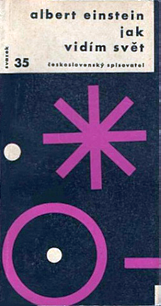 albert einstein
jak
vidím svět
svazek
35
československý spisovatel